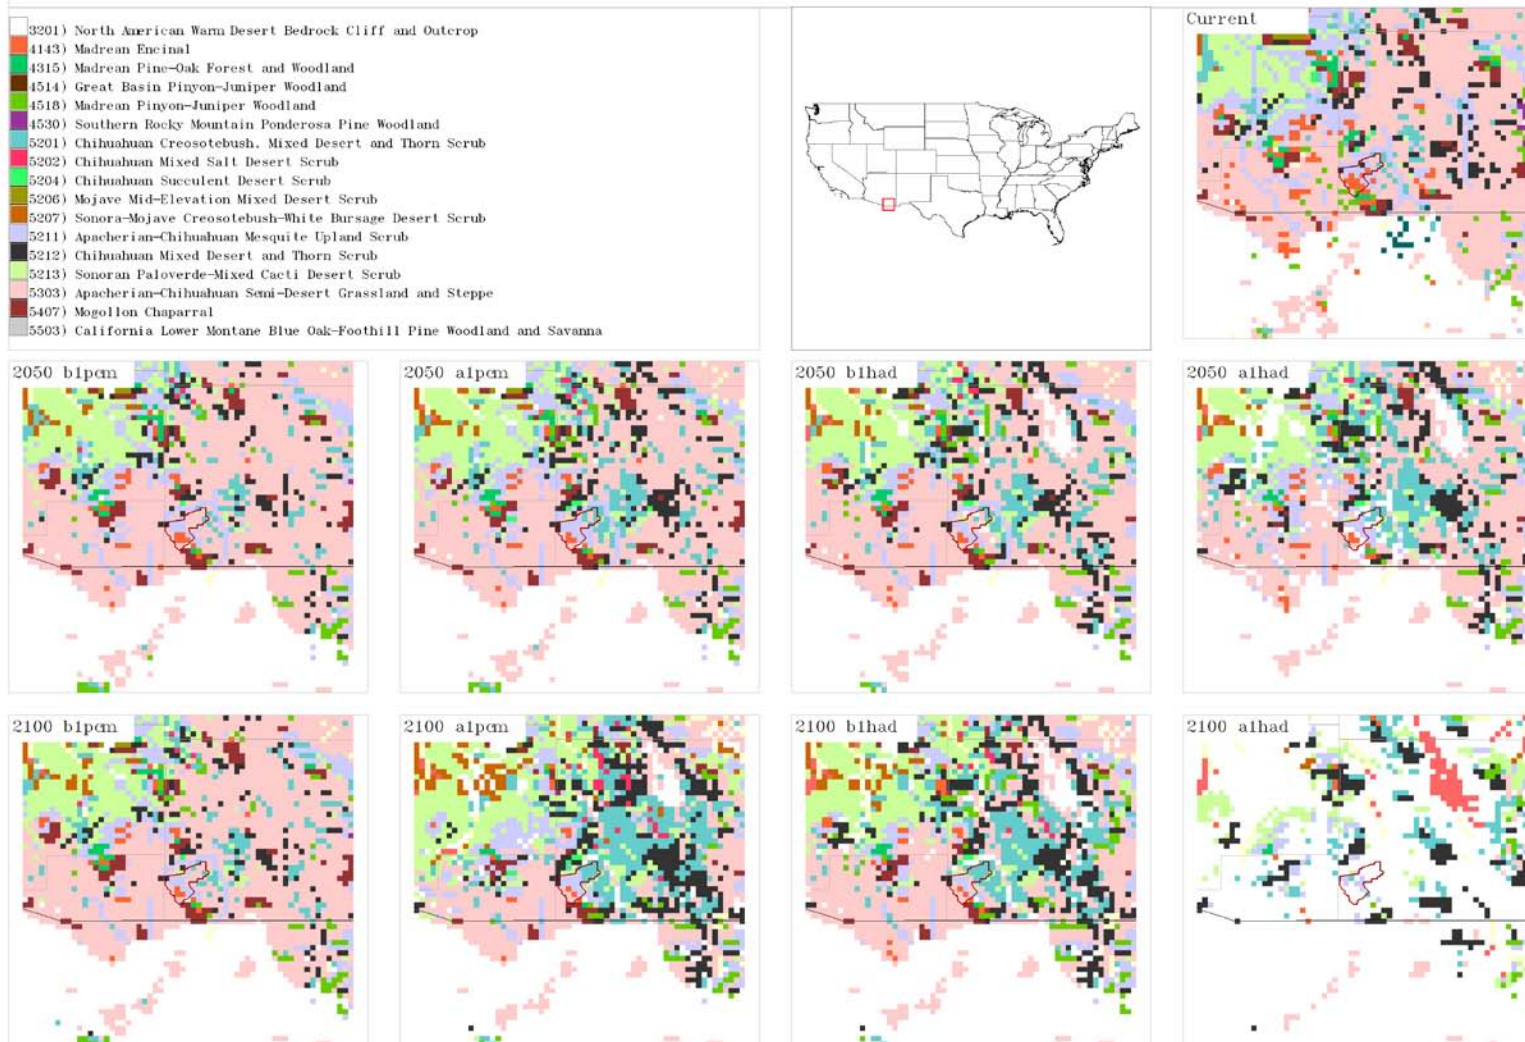 3201) North American Warm Desert Bedrock Cliff and Outcrop
4143) Madrean Encinal
4315) Madrean Pine-Oak Forest and Woodland
4514) Great Basin Pinyon-Juniper Woodland
4518) Madrean Pinyon-Juniper Woodland
4530) Southern Rocky Mountain Ponderosa Pine Woodland
5201) Chihuahuan Creosotebush. Mixed Desert and Thorn Scrub
5202) Chihuahuan Mixed Salt Desert Scrub
5204) Chihuahuan Succulent Desert Scrub
5206) Mojave Mid-Elevation Mixed Desert Scrub
5207) Sonora-Mojave Creosotebush-White Bursage Desert Scrub
5211) Apacherian-Chihuahuan Mesquite Upland Scrub
5212) Chihuahuan Mixed Desert and Thorn Scrub
5213) Sonoran Paloverde-Mixed Cacti Desert Scrub
5303) Apacherian-Chihuahuan Semi-Desert Grassland and Steppe
5407) Mogollon Chaparral
5503) California Lower Montane Blue Oak-Foothill Pine Woodland and Savanna
Current
2050 b1pcm
2050 a1pcm
2050 b1had
2050 a1had
2100 b1pcm
2100 a1pcm
2100 b1had
2100 a1had